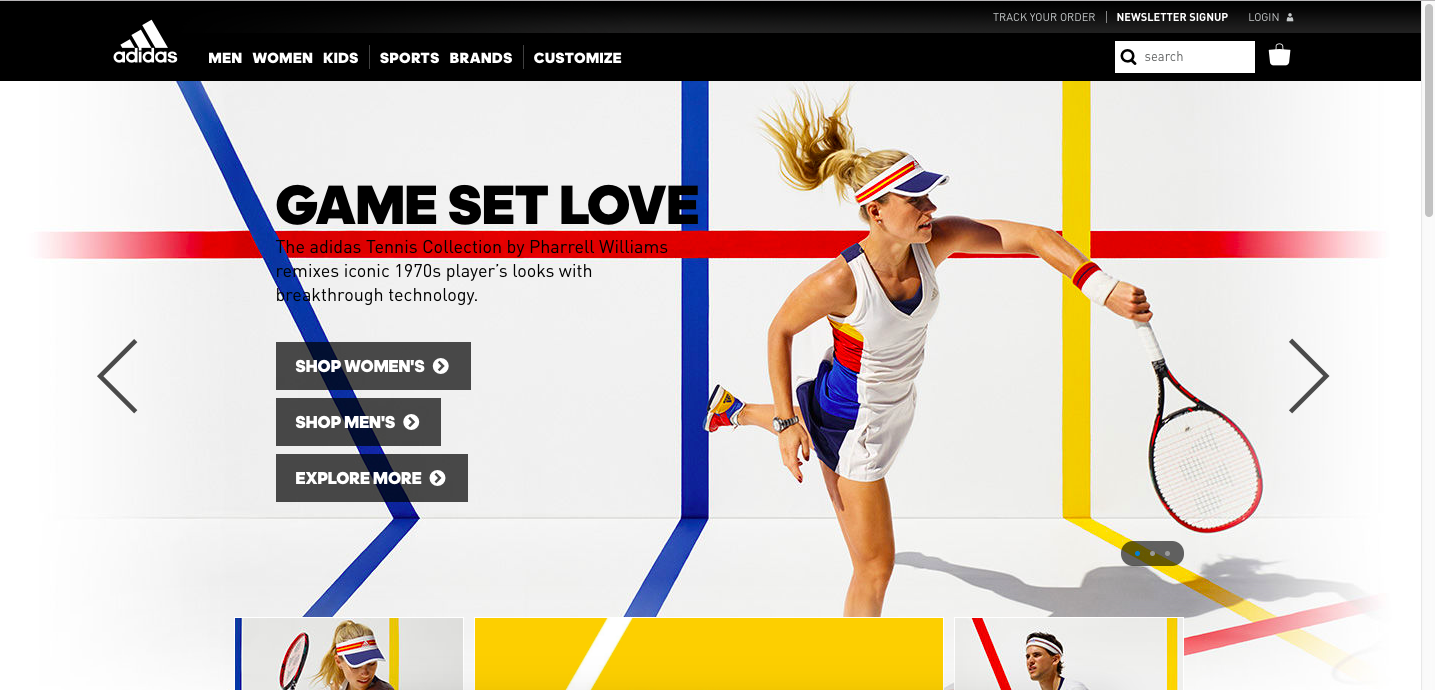 TRACK YOUR ORDER
NEWSLETTER SIGNUP
LOGIN
adidas
MEN WOMEN KIDS SPORTS BRANDS CUSTOMIZE
search
GAME SET LOVE
The adidas Tennis Collection by Pharrell Williams
remixes iconic 1970s player's looks with
breakthrough technology.
SHOP WOMEN'S
SHOP MEN'S
EXPLORE MORE